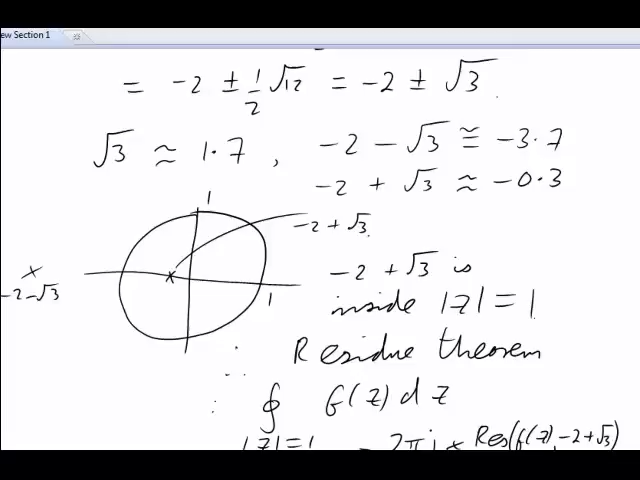 ew Section 1
= -2 ± 1/2 √12 = -2 ± √3
√3 ≈ 1.7 , -2 - √3 ≅ -3.7
-2 + √3 ≈ -0.3
1
-2 + √3
x
x
-2 - √3
1
-2 + √3 is
inside |z| = 1
∴ Residue theorem
∴ ∮ f(z) dz
|z|=1 = 2πi × Res(f(z), -2 + √3)